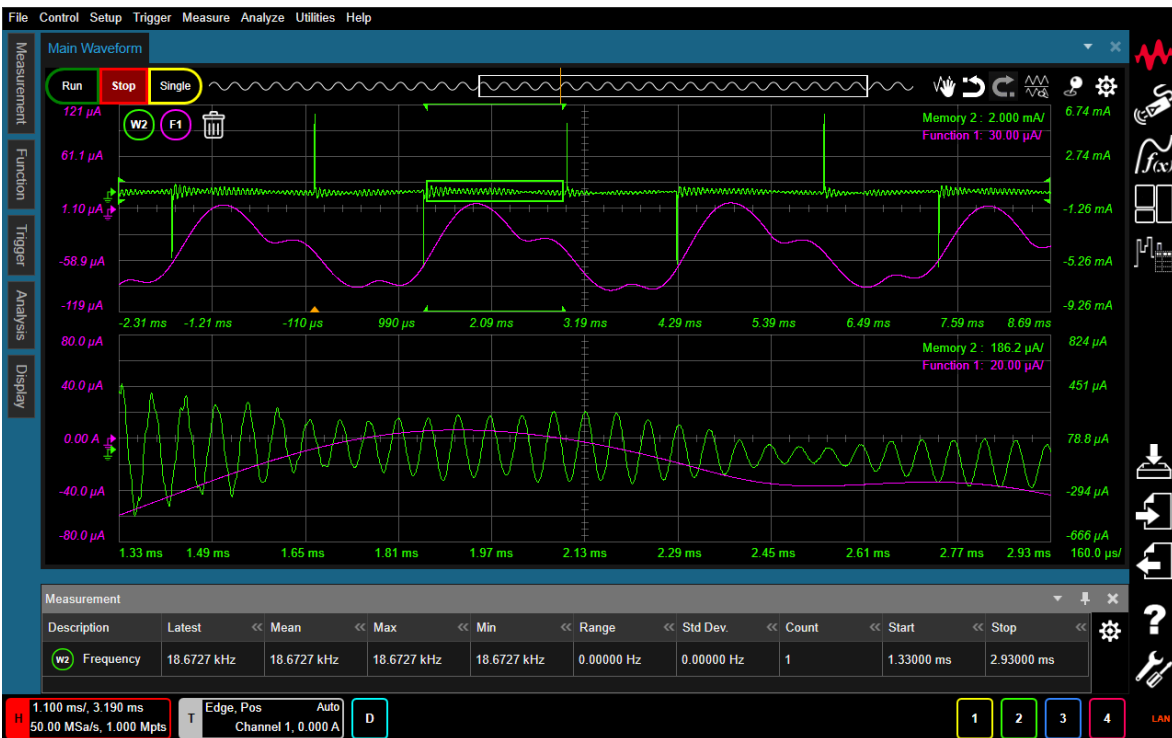 File Control Setup Trigger Measure Analyze Utilities Help
Measurement
Function
Trigger
Analysis
Display
Main Waveform
Run Stop Single
W2 F1
Memory 2 : 2.000 mA/
Function 1: 30.00 µA/
121 µA
61.1 µA
1.10 µA
-58.9 µA
-119 µA
6.74 mA
2.74 mA
-1.26 mA
-5.26 mA
-9.26 mA
-2.31 ms -1.21 ms -110 µs 990 µs 2.09 ms 3.19 ms 4.29 ms 5.39 ms 6.49 ms 7.59 ms 8.69 ms
Memory 2 : 186.2 µA/
Function 1: 20.00 µA/
80.0 µA
40.0 µA
0.00 A
-40.0 µA
-80.0 µA
824 µA
451 µA
78.8 µA
-294 µA
-666 µA
1.33 ms 1.49 ms 1.65 ms 1.81 ms 1.97 ms 2.13 ms 2.29 ms 2.45 ms 2.61 ms 2.77 ms 2.93 ms 160.0 µs/
f(x)
Measurement
Description Latest Mean Max Min Range Std Dev. Count Start Stop
W2 Frequency 18.6727 kHz 18.6727 kHz 18.6727 kHz 18.6727 kHz 0.00000 Hz 0.00000 Hz 1 1.33000 ms 2.93000 ms
?
H
1.100 ms/, 3.190 ms
50.00 MSa/s, 1.000 Mpts
T
Edge, Pos Auto
Channel 1, 0.000 A
D
1 2 3 4
LAN